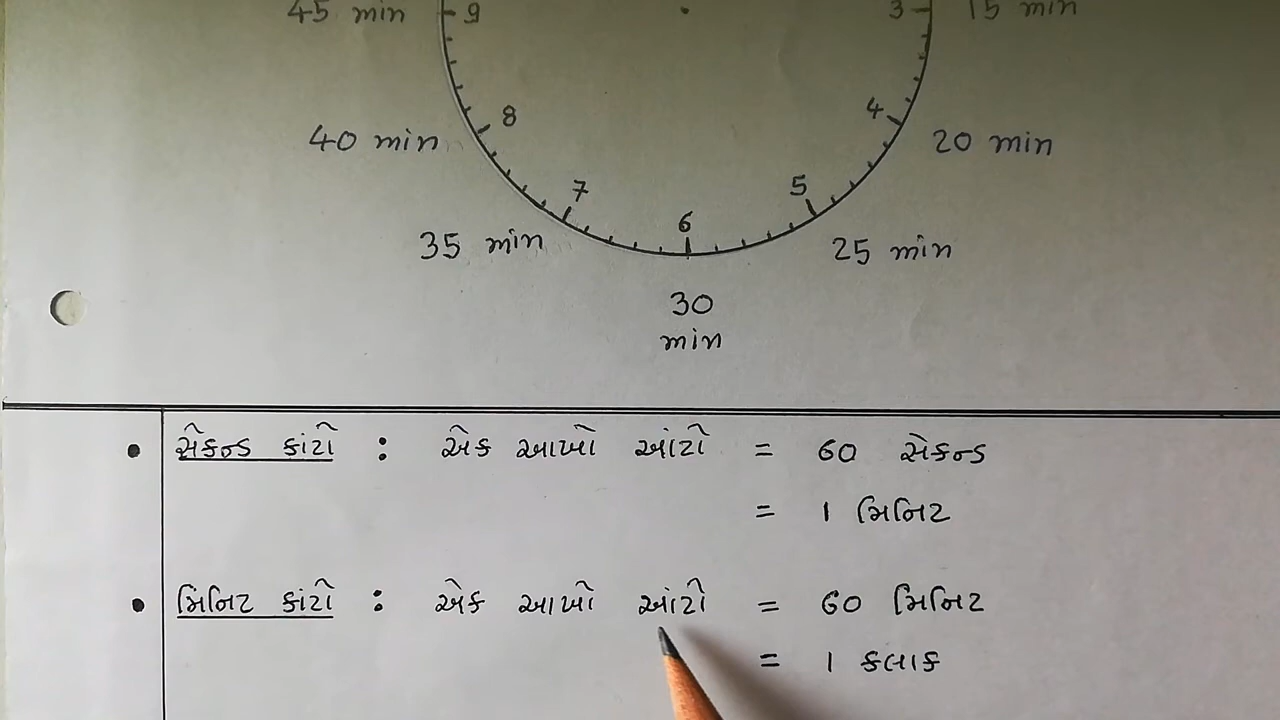 45 min 9 3 15 min
8 4
40 min 20 min
7 5
35 min 6 25 min
30
min
• સેકન્ડ કાંટો : એક આખો આંટો = 60 સેકન્ડ
= 1 મિનિટ
• મિનિટ કાંટો : એક આખો આંટો = 60 મિનિટ
= 1 કલાક